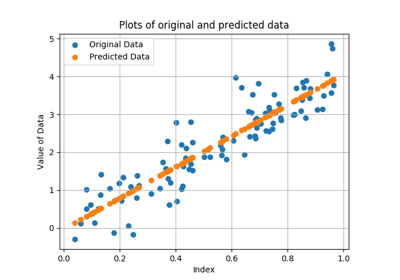 Plots of original and predicted data
Original Data
Predicted Data
Value of Data
5
4
3
2
1
0
0.0 0.2 0.4 0.6 0.8 1.0
Index